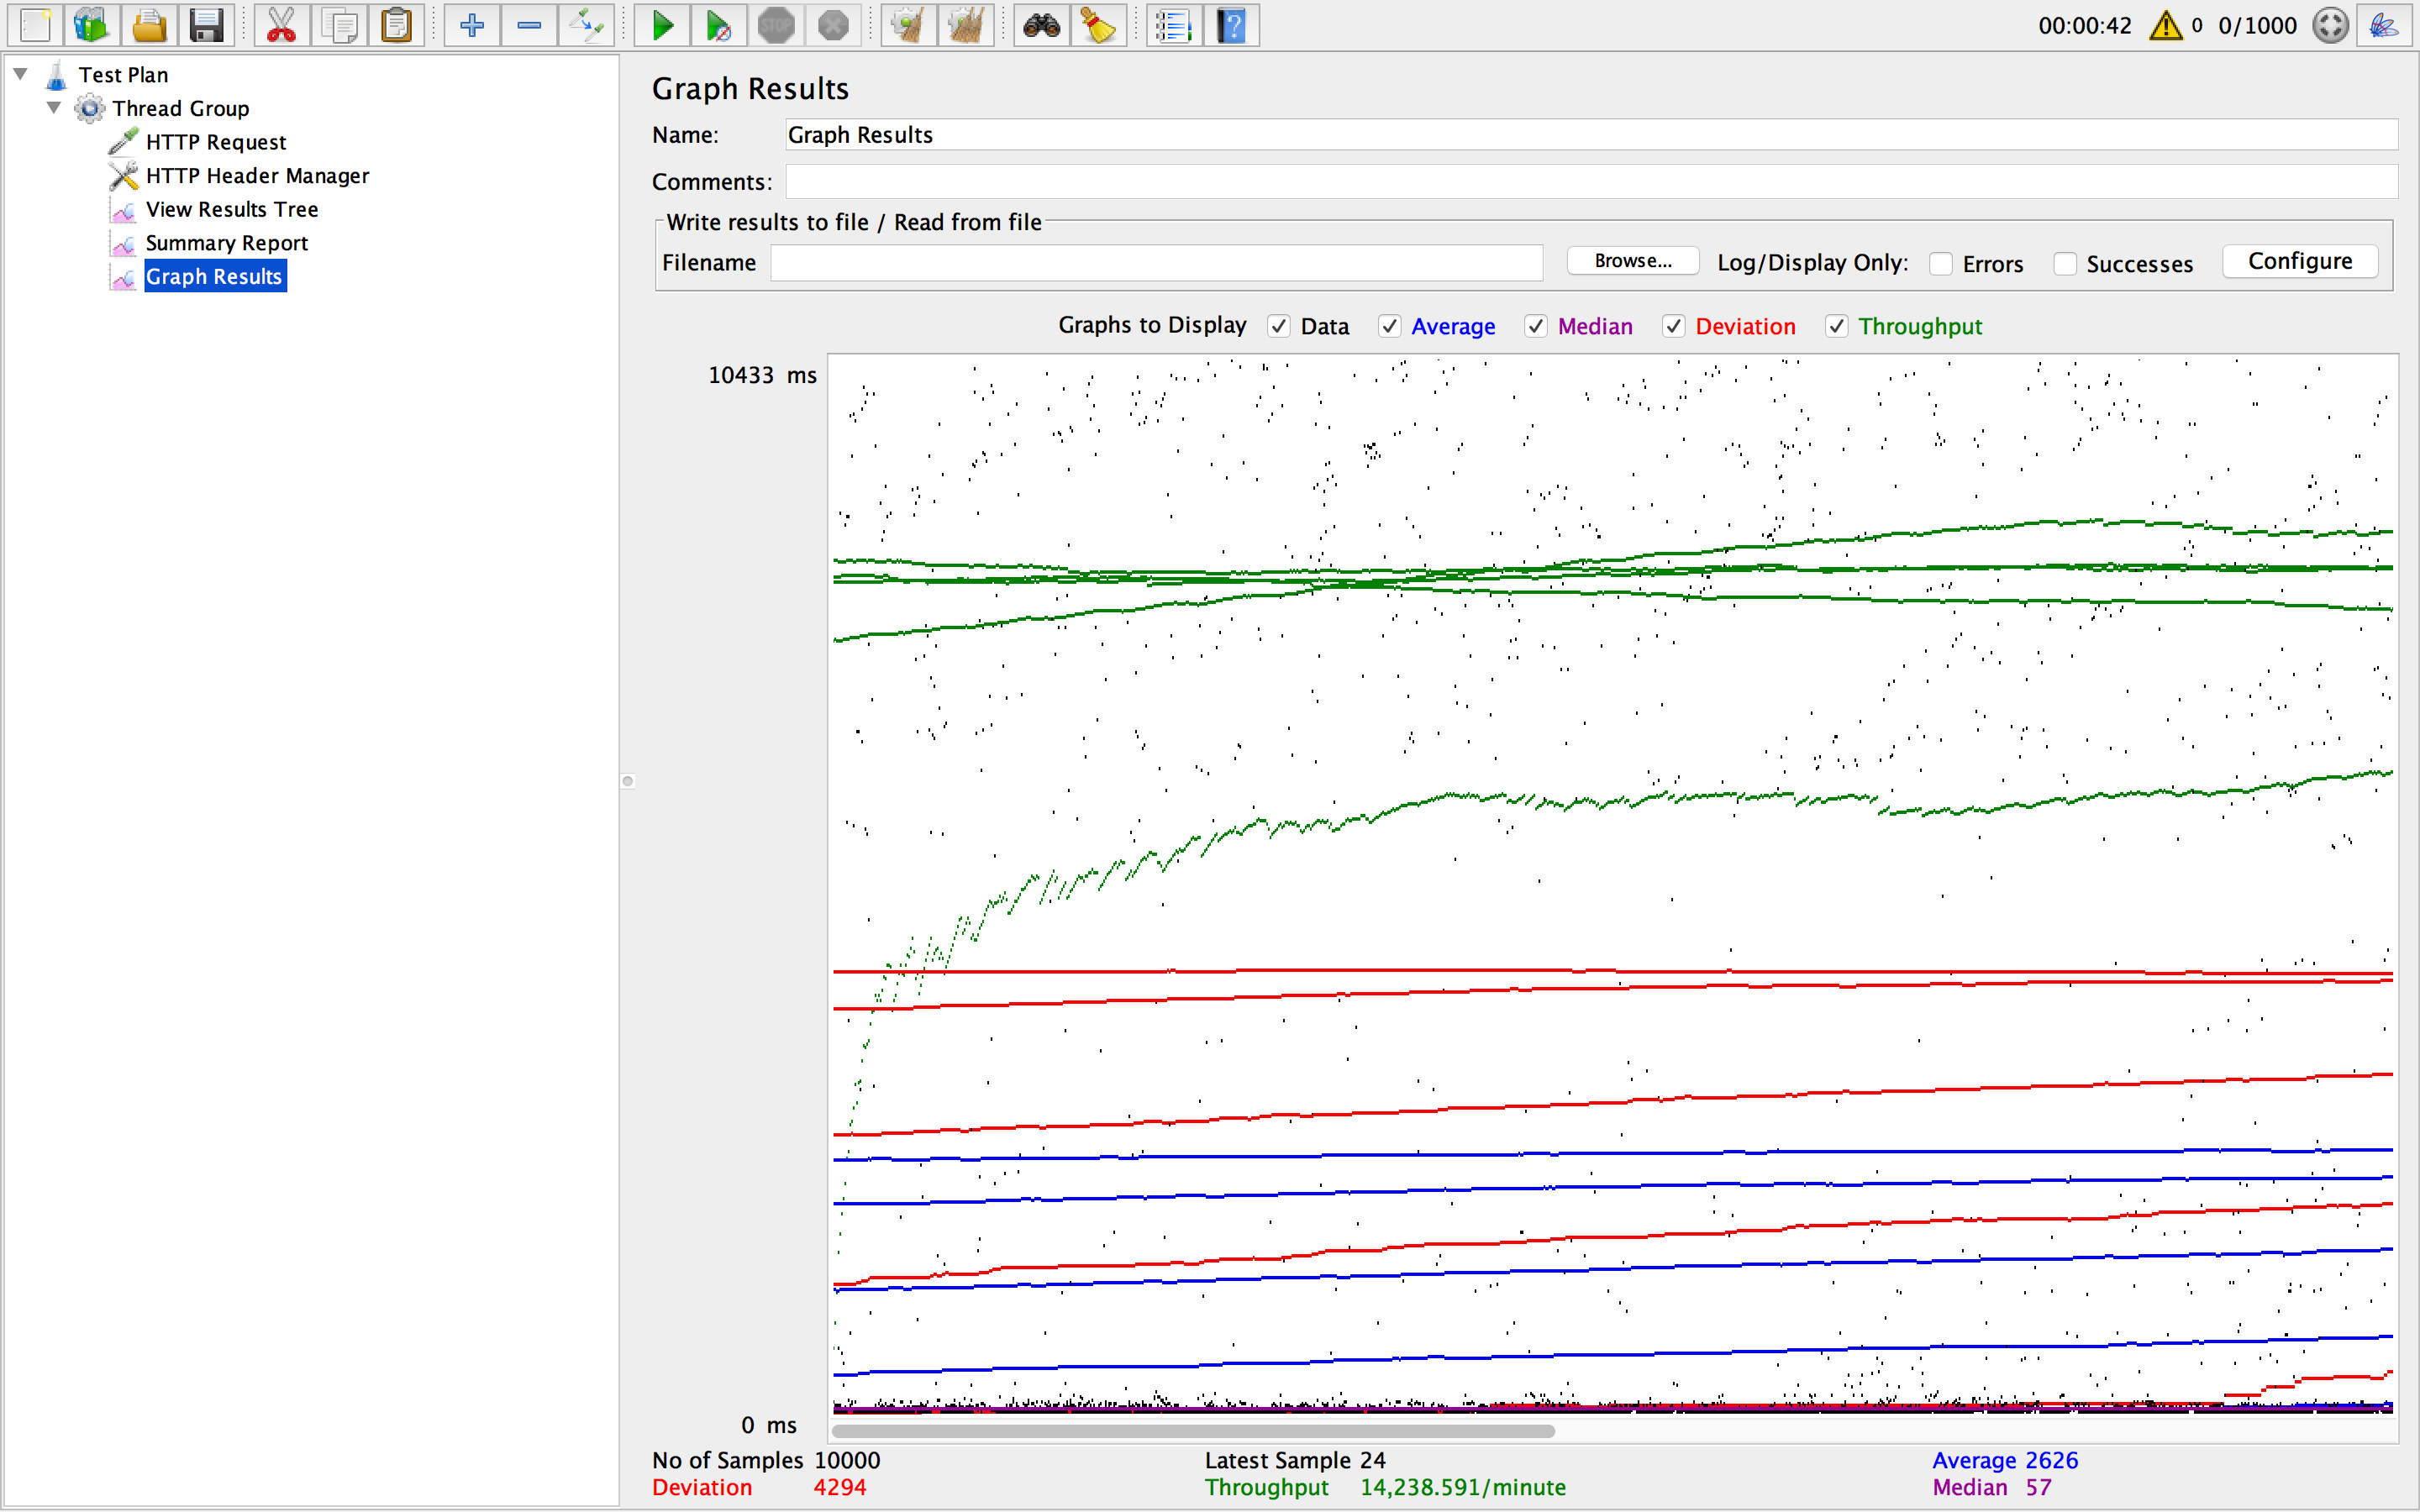 STOP
00:00:42 0 0/1000
Test Plan
Thread Group
HTTP Request
HTTP Header Manager
View Results Tree
Summary Report
Graph Results
Graph Results
Name: Graph Results
Comments:
Write results to file / Read from file
Filename Browse... Log/Display Only: Errors Successes Configure
Graphs to Display Data Average Median Deviation Throughput
10433 ms
0 ms
No of Samples 10000 Latest Sample 24 Average 2626
Deviation 4294 Throughput 14,238.591/minute Median 57